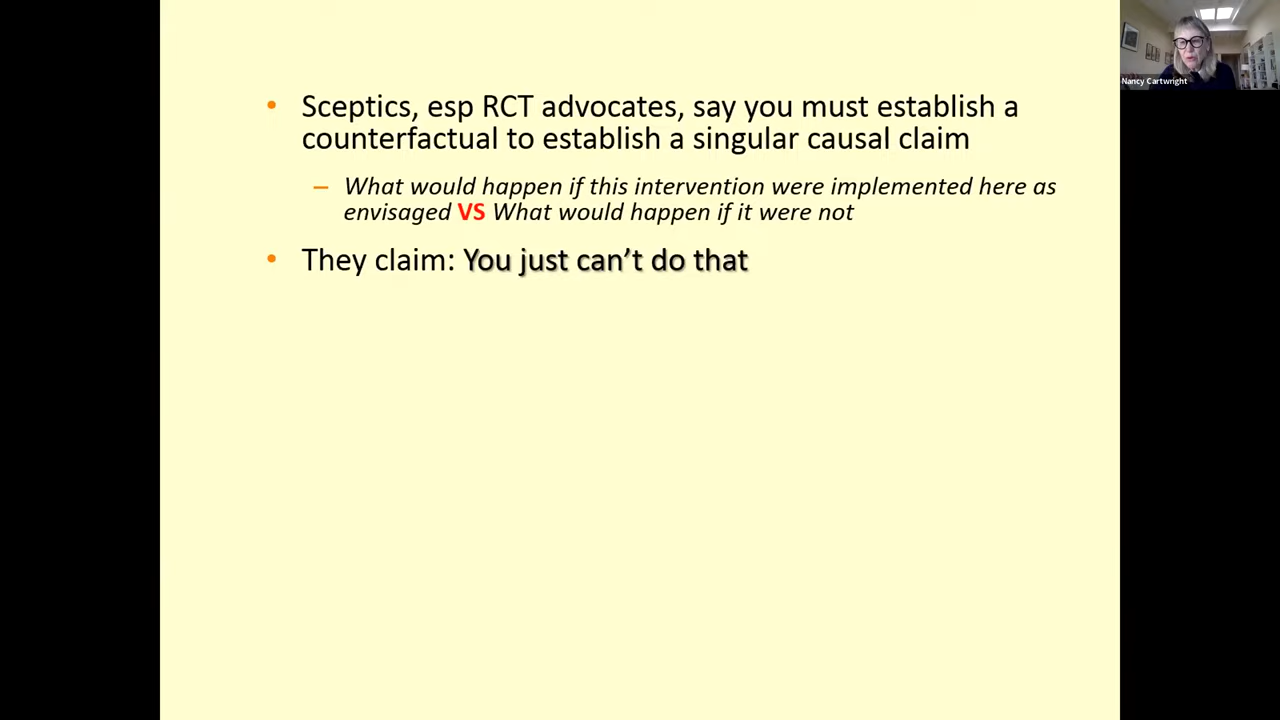 Nancy Cartwright
• Sceptics, esp RCT advocates, say you must establish a
counterfactual to establish a singular causal claim
– What would happen if this intervention were implemented here as
envisaged VS What would happen if it were not
• They claim: You just can’t do that